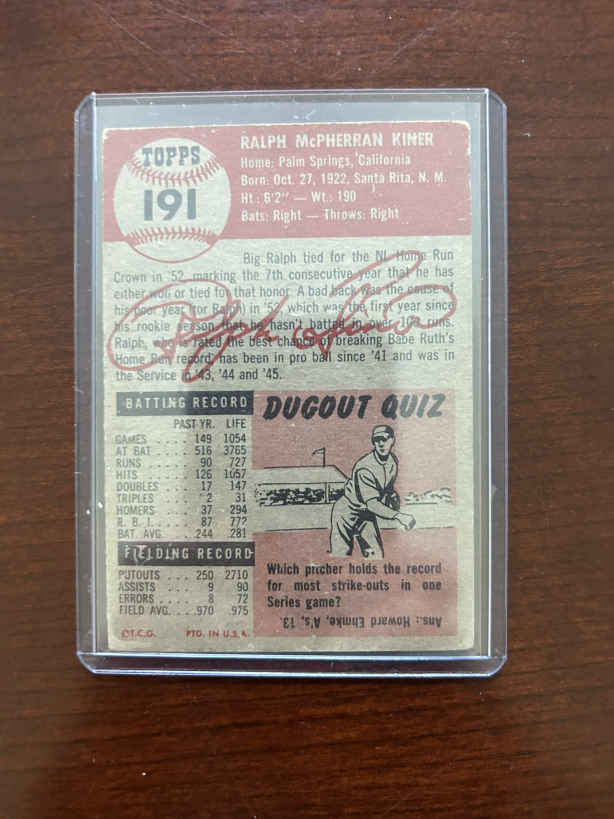 TOPPS
191
RALPH McPHERRAN KINER
Home: Palm Springs, California
Born: Oct. 27, 1922, Santa Rita, N. M.
Ht.: 6'2" — Wt.: 190
Bats: Right — Throws: Right
Big Ralph tied for the NL Home Run
Crown in '52, marking the 7th consecutive year that he has
either won or tied for that honor. A bad back was the cause of
his poor year (for Ralph) in '52, which was the first year since
his rookie season that he hasn't batted in over 100 runs.
Ralph, who is rated the best chance of breaking Babe Ruth's
Home Run record, has been in pro ball since '41 and was in
the Service in '43, '44 and '45.
Ralph Kiner
BATTING RECORD
PAST YR. LIFE
GAMES 149 1054
AT BAT 516 3765
RUNS 90 727
HITS 126 1057
DOUBLES 17 147
TRIPLES 2 31
HOMERS 37 294
R. B. I. 87 772
BAT. AVG. .244 .281
FIELDING RECORD
PUTOUTS 250 2710
ASSISTS 9 90
ERRORS 8 72
FIELD AVG. .970 .975
©T.C.G. PTD. IN U.S.A.
DUGOUT QUIZ
Which pitcher holds the record
for most strike-outs in one
Series game?
Ans.: Howard Ehmke, A's, 13.